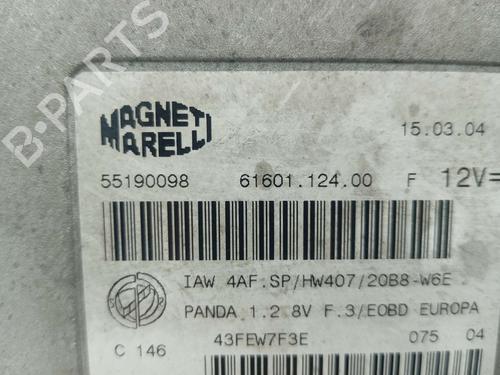 B-PARTS
MAGNETI
MARELLI
15.03.04
55190098 61601.124.00 F 12V=
IAW 4AF.SP/HW407/20B8-W6E
PANDA 1.2 8V F.3/EOBD EUROPA
C 146 43FEW7F3E 075 04